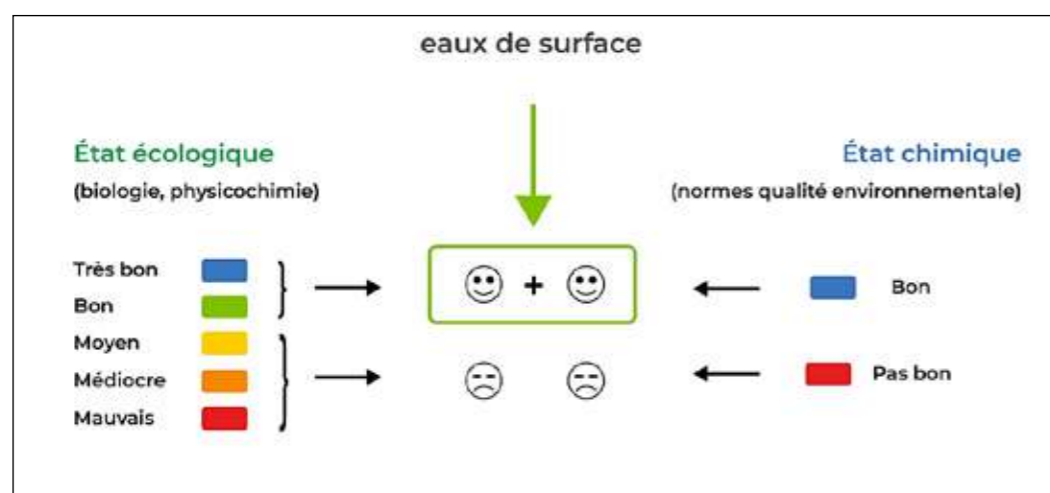 eaux de surface
État écologique
(biologie, physicochimie)
État chimique
(normes qualité environnementale)
Très bon
Bon
Moyen
Médiocre
Mauvais
+
Bon
Pas bon